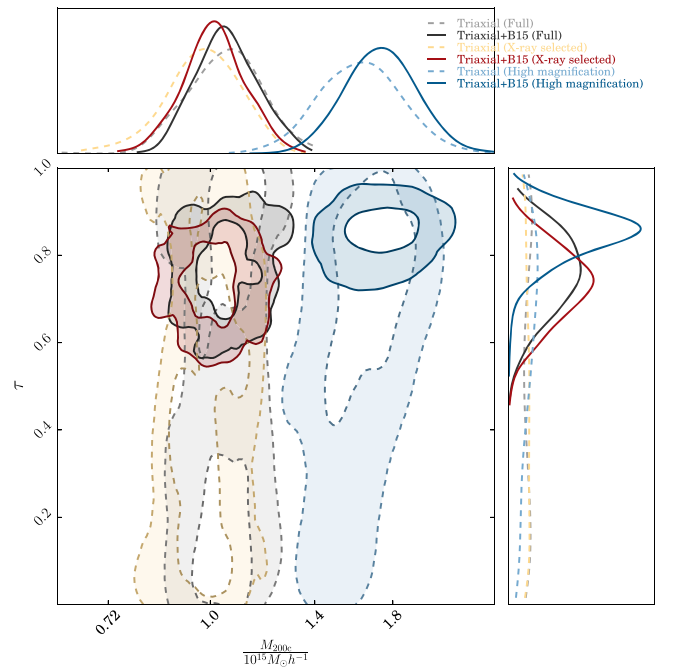 Triaxial (Full)
Triaxial+B15 (Full)
Triaxial (X-ray selected)
Triaxial+B15 (X-ray selected)
Triaxial (High magnification)
Triaxial+B15 (High magnification)
1.0
0.8
0.6
τ
0.4
0.2
0.72
1.0
1.4
1.8
M200c
10¹⁵M⊙h⁻¹